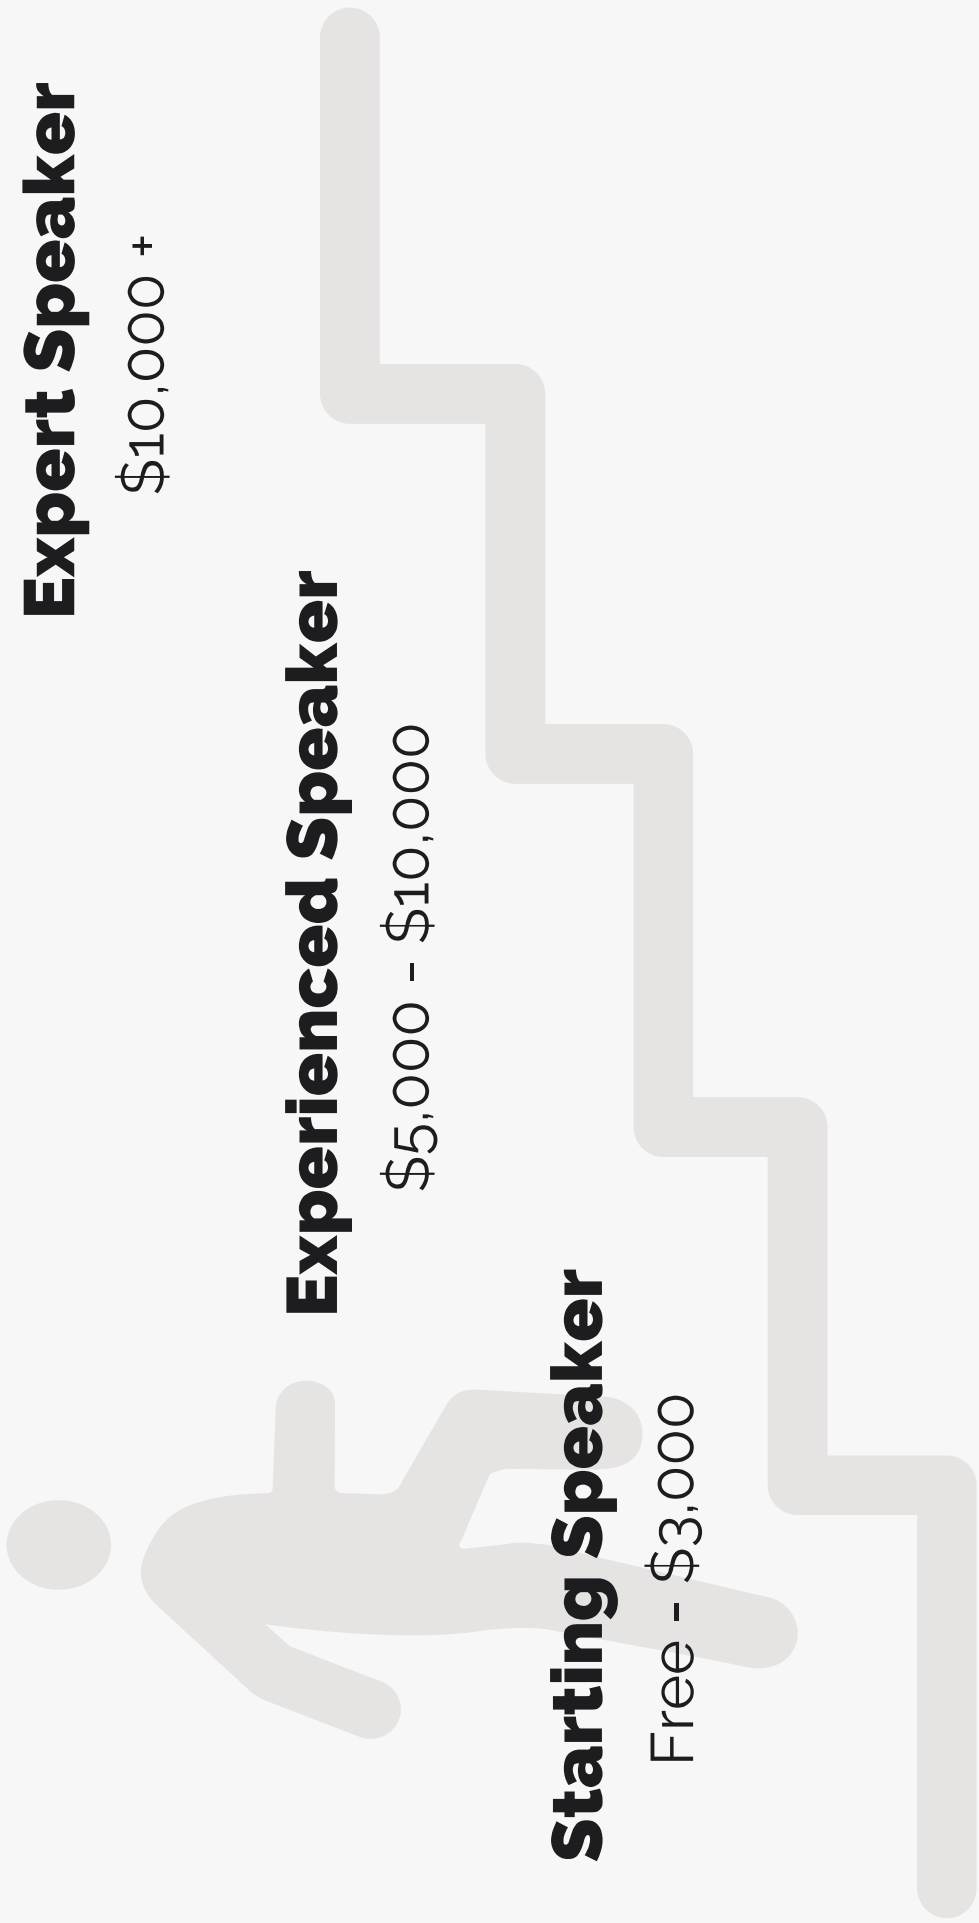 Expert Speaker
$10,000 +
Experienced Speaker
$5,000 - $10,000
Starting Speaker
Free - $3,000